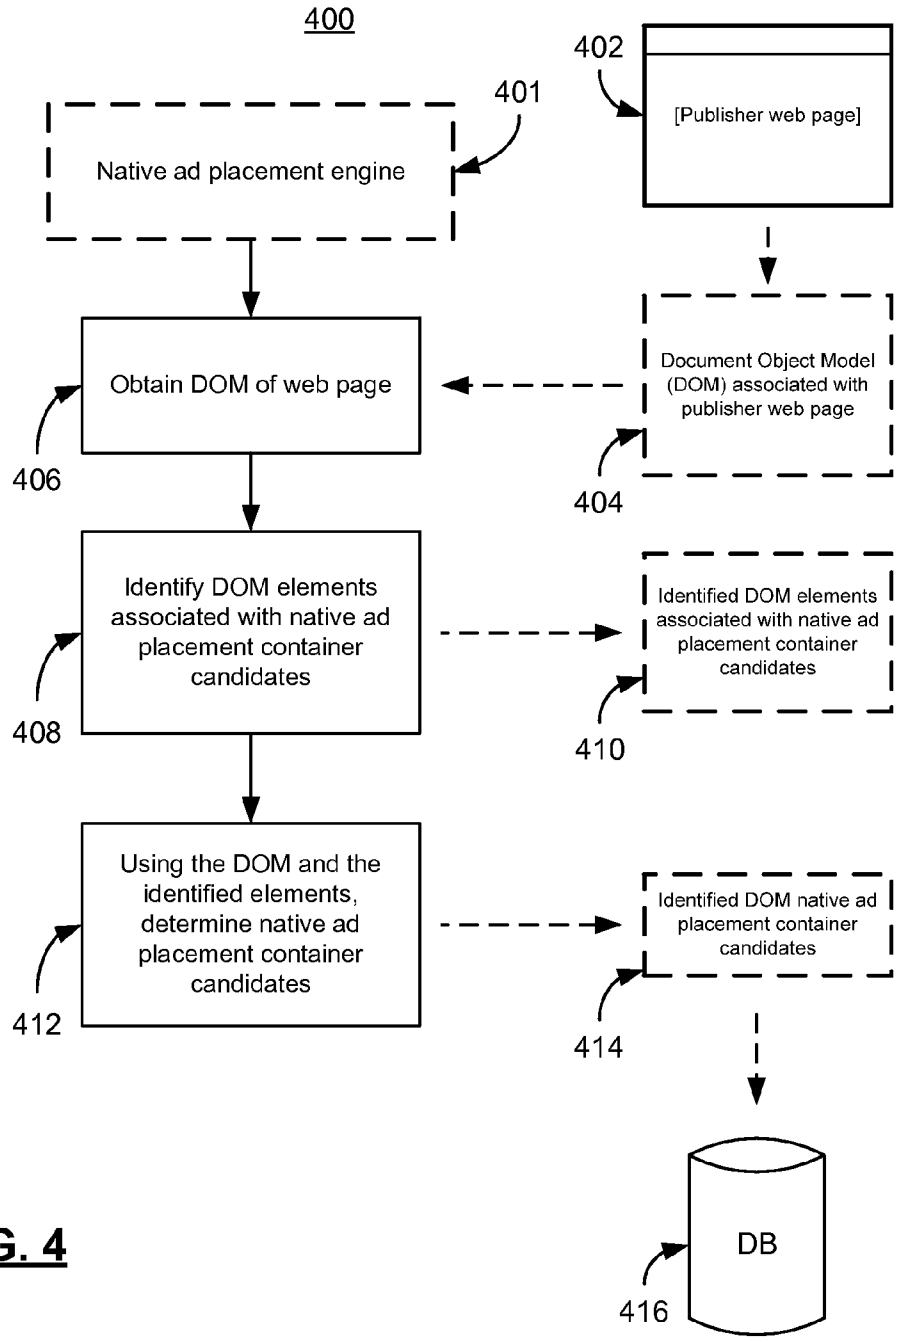 400
402
[Publisher web page]
401
Native ad placement engine
Document Object Model
(DOM) associated with
publisher web page
Obtain DOM of web page
406
404
Identify DOM elements
associated with native ad
placement container
candidates
Identified DOM elements
associated with native ad
placement container
candidates
408
410
Using the DOM and the
identified elements,
determine native ad
placement container
candidates
Identified DOM native ad
placement container
candidates
412
414
DB
416
G. 4